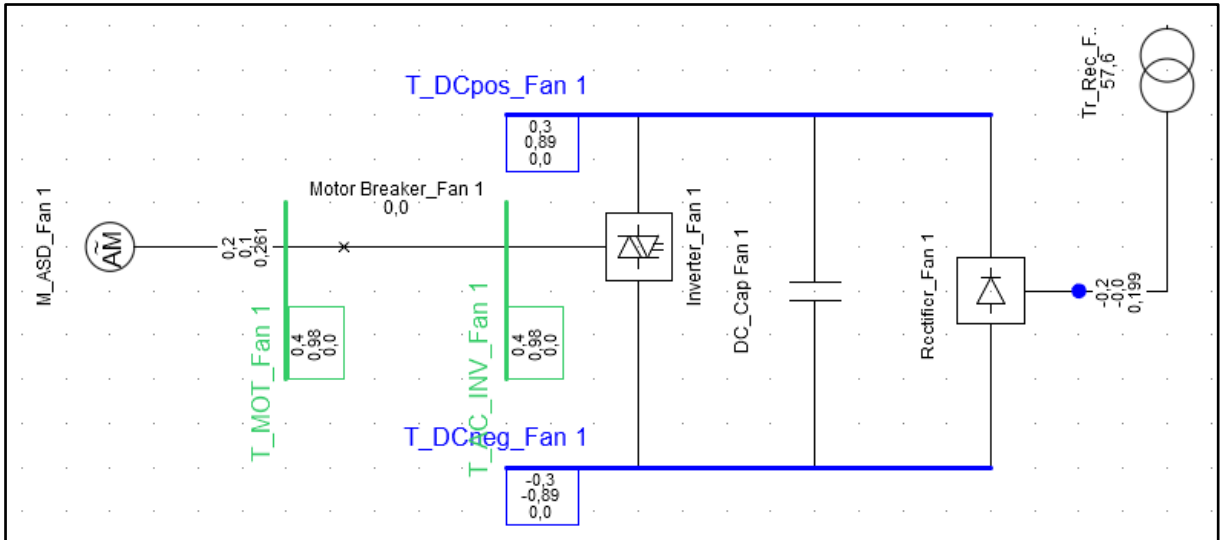 T_DCpos_Fan 1
0,3
0,89
0,0
Tr_Rec_F..
57,6
Motor Breaker_Fan 1
0,0
M_ASD_Fan 1
AM
~
0,2
0,1
0,261
T_MOT_Fan 1
0,4
0,98
0,0
T_AC_INV_Fan 1
0,4
0,98
0,0
Inverter_Fan 1
DC_Cap Fan 1
Rectifier_Fan 1
-0,2
-0,0
0,199
T_DCneg_Fan 1
-0,3
-0,89
0,0